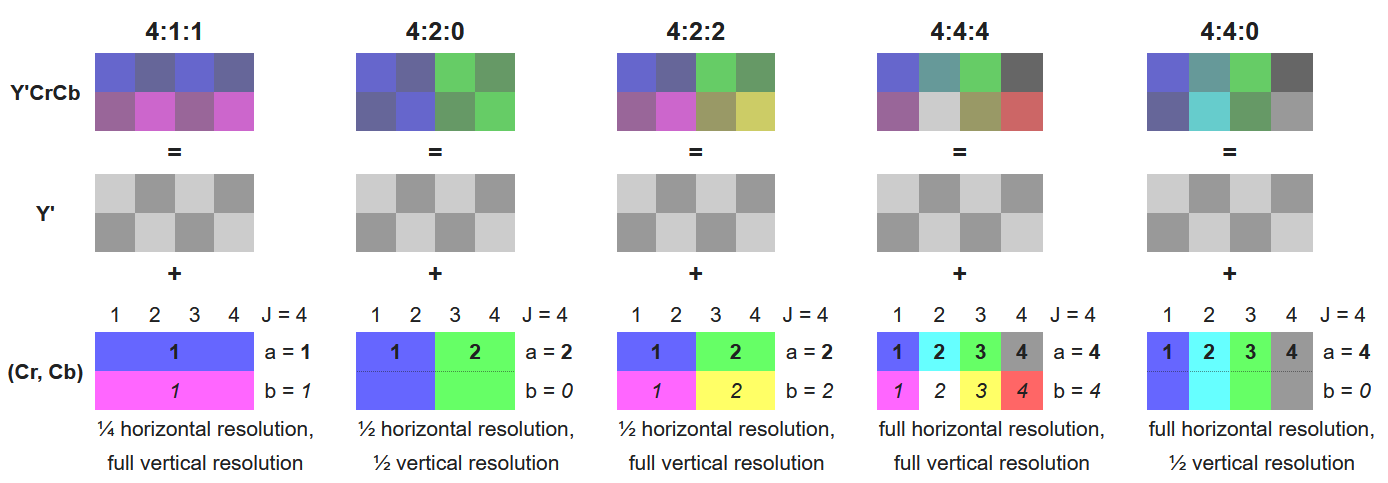 4:1:1 4:2:0 4:2:2 4:4:4 4:4:0
Y'CrCb
= = = = =
Y'
+ + + + +
1 2 3 4 J = 4 1 2 3 4 J = 4 1 2 3 4 J = 4 1 2 3 4 J = 4 1 2 3 4 J = 4
1 a = 1 1 2 a = 2 1 2 a = 2 1 2 3 4 a = 4 1 2 3 4 a = 4
(Cr, Cb)
1 b = 1 b = 0 1 2 b = 2 1 2 3 4 b = 4 b = 0
¼ horizontal resolution, ½ horizontal resolution, ½ horizontal resolution, full horizontal resolution, full horizontal resolution,
full vertical resolution ½ vertical resolution full vertical resolution full vertical resolution ½ vertical resolution